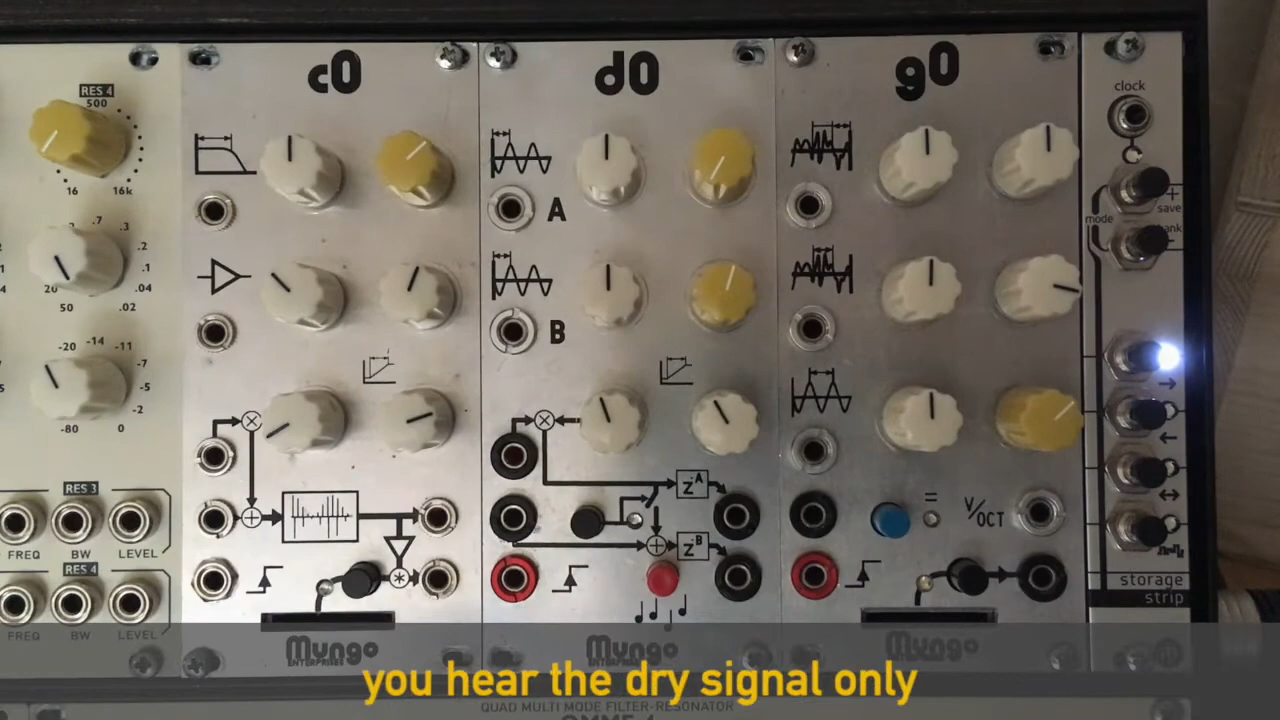 c0
d0
g0
clock
RES 4
500
16 16k
+
save
mode
bank
-
A
.7
.3
.2
.1
.04
.02
20
50
B
-20 -14 -11
-7
-5
-2
-80 0
RES 3
Z-A
=
V/OCT
FREQ BW LEVEL
Z-B
RES 4
storage
strip
FREQ BW LEVEL
Mungo
ENTERPRISES
Mungo
ENTERPRISES
Mungo
you hear the dry signal only
QUAD MULTI MODE FILTER-RESONATOR